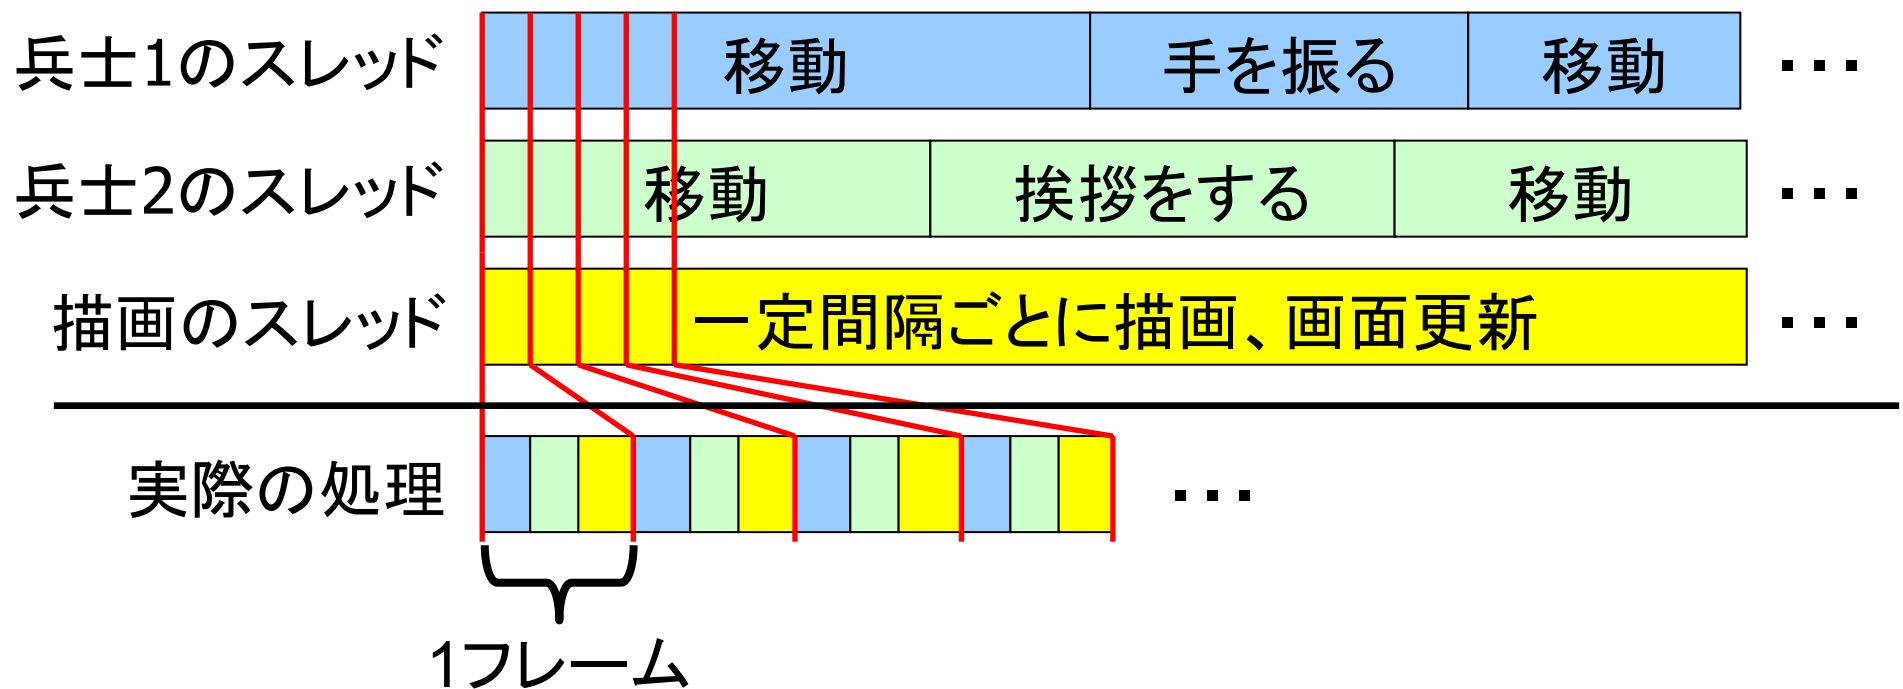 兵士1のスレッド 移動 手を振る 移動 ・・・
兵士2のスレッド 移動 挨拶をする 移動 ・・・
描画のスレッド 一定間隔ごとに描画、画面更新 ・・・
実際の処理 ・・・
1フレーム